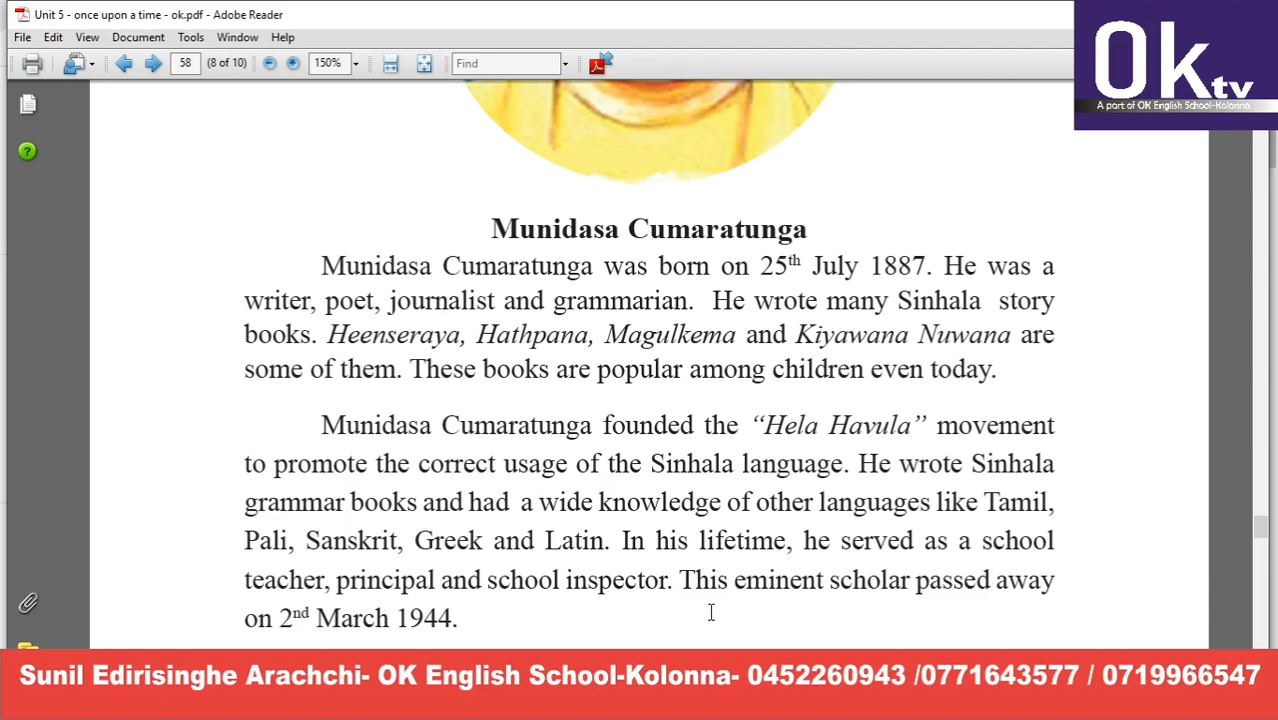 Unit 5 - once upon a time - ok.pdf - Adobe Reader
File Edit View Document Tools Window Help
58 (8 of 10) 150% Find
Ok tv
A part of OK English School-Kolonna
Munidasa Cumaratunga
Munidasa Cumaratunga was born on 25th July 1887. He was a
writer, poet, journalist and grammarian. He wrote many Sinhala story
books. Heenseraya, Hathpana, Magulkema and Kiyawana Nuwana are
some of them. These books are popular among children even today.
Munidasa Cumaratunga founded the “Hela Havula” movement
to promote the correct usage of the Sinhala language. He wrote Sinhala
grammar books and had a wide knowledge of other languages like Tamil,
Pali, Sanskrit, Greek and Latin. In his lifetime, he served as a school
teacher, principal and school inspector. This eminent scholar passed away
on 2nd March 1944.
Sunil Edirisinghe Arachchi- OK English School-Kolonna- 0452260943 /0771643577 / 0719966547